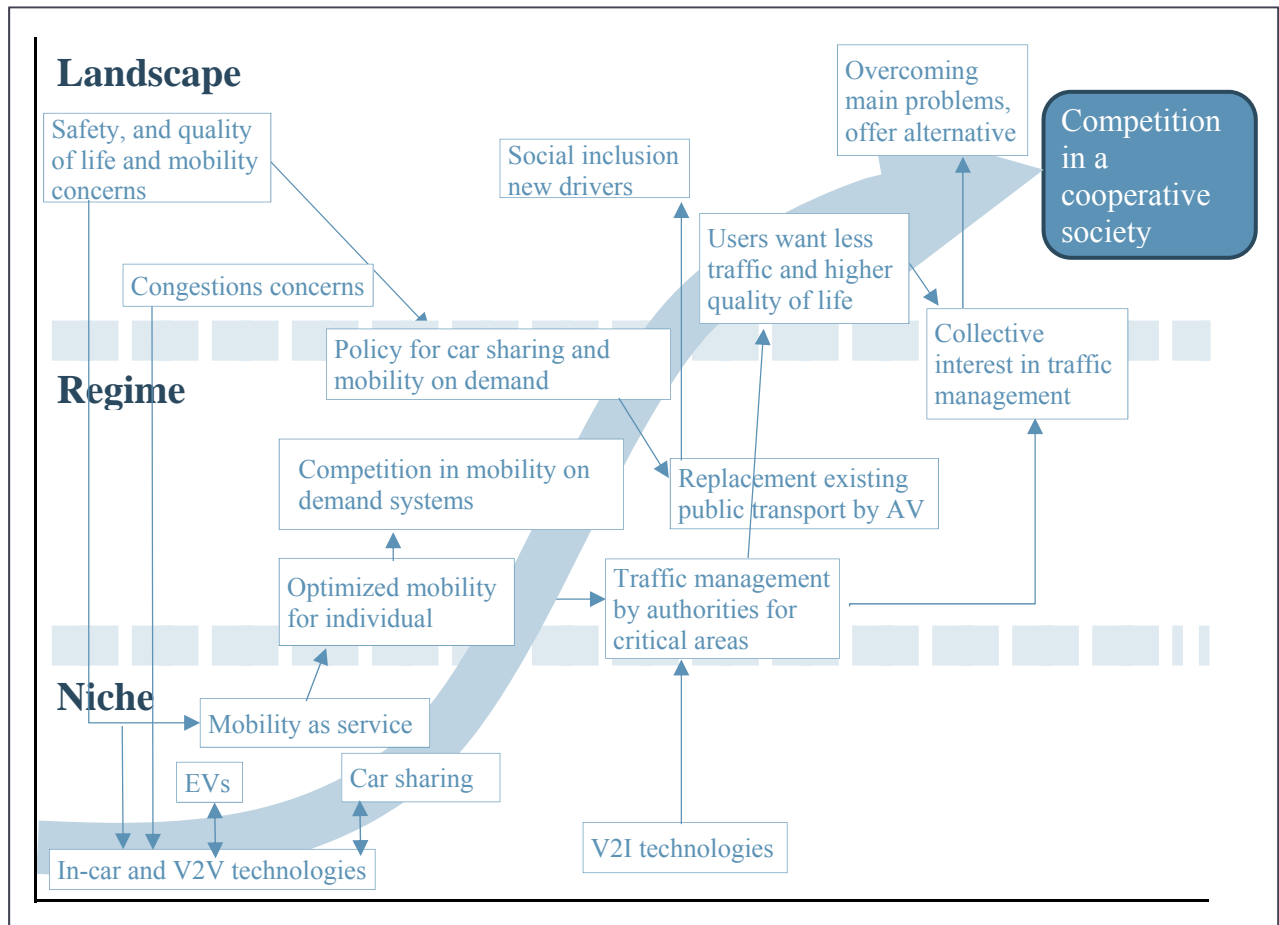 Landscape
Safety, and quality
of life and mobility
concerns
Congestions concerns
Social inclusion
new drivers
Overcoming
main problems,
offer alternative
Competition
in a
cooperative
society
Users want less
traffic and higher
quality of life
Policy for car sharing and
mobility on demand
Collective
interest in traffic
management
Regime
Competition in mobility on
demand systems
Replacement existing
public transport by AV
Optimized mobility
for individual
Traffic management
by authorities for
critical areas
Niche
Mobility as service
EVs
Car sharing
In-car and V2V technologies
V2I technologies